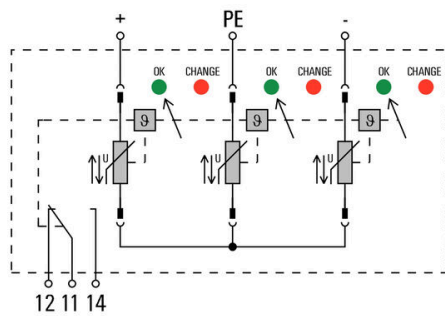 + PE -
OK CHANGE OK CHANGE OK CHANGE
ϑ ϑ ϑ
U U U
12 11 14